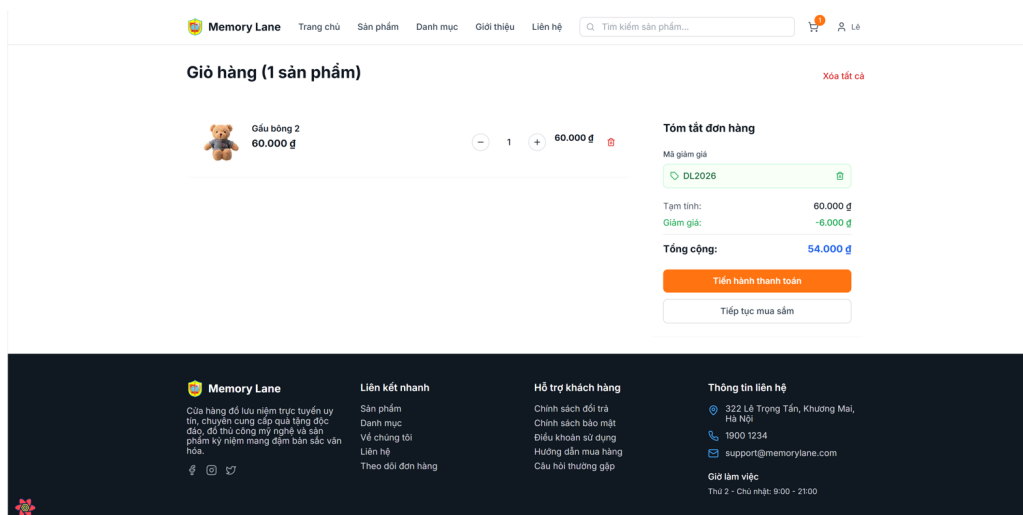 Memory Lane Trang chủ Sản phẩm Danh mục Giới thiệu Liên hệ Tìm kiếm sản phẩm... 1 Lê
Giỏ hàng (1 sản phẩm)
Xóa tất cả
Gấu bông 2
60.000 ₫
1
60.000 ₫
Tóm tắt đơn hàng
Mã giảm giá
DL2026
Tạm tính: 60.000 ₫
Giảm giá: -6.000 ₫
Tổng cộng: 54.000 ₫
Tiến hành thanh toán
Tiếp tục mua sắm
Memory Lane
Cửa hàng đồ lưu niệm trực tuyến uy
tín, chuyên cung cấp quà tặng độc
đáo, đồ thủ công mỹ nghệ và sản
phẩm kỷ niệm mang đậm bản sắc văn
hóa.
Liên kết nhanh
Sản phẩm
Danh mục
Về chúng tôi
Liên hệ
Theo dõi đơn hàng
Hỗ trợ khách hàng
Chính sách đổi trả
Chính sách bảo mật
Điều khoản sử dụng
Hướng dẫn mua hàng
Câu hỏi thường gặp
Thông tin liên hệ
322 Lê Trọng Tấn, Khương Mai,
Hà Nội
1900 1234
support@memorylane.com
Giờ làm việc
Thứ 2 - Chủ nhật: 9:00 - 21:00